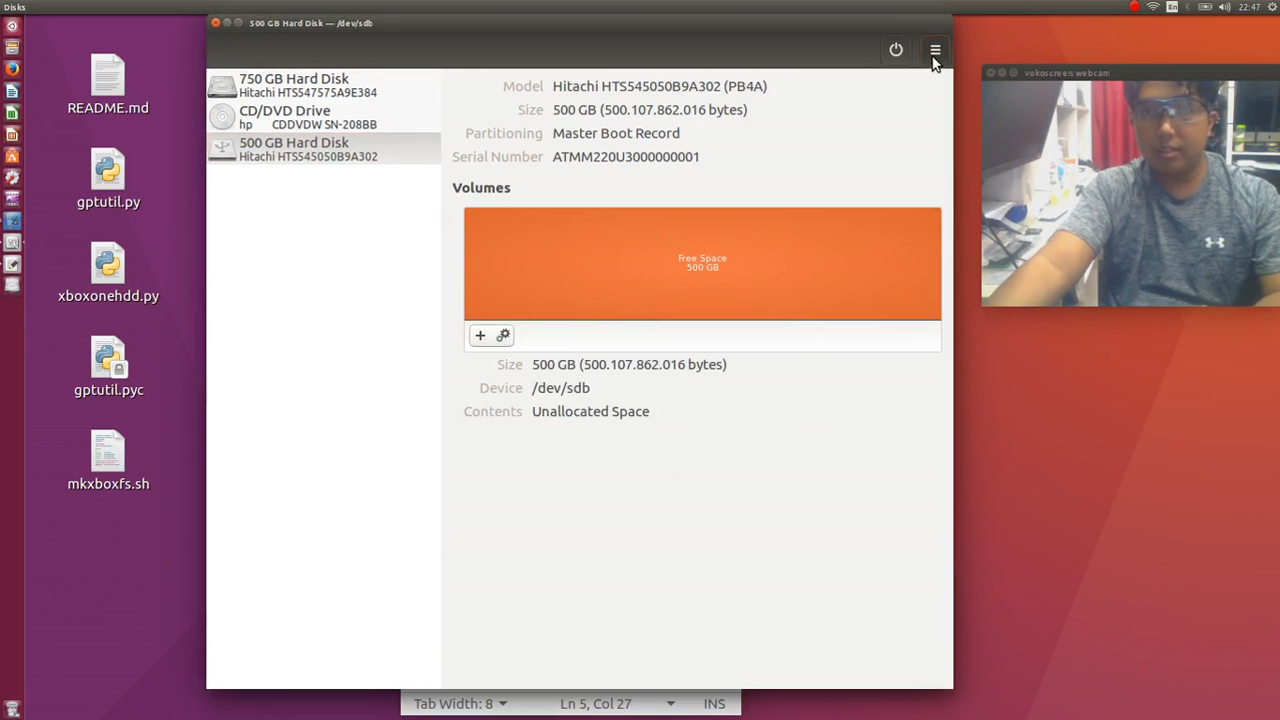 Disks
En
22:47
500 GB Hard Disk — /dev/sdb
README.md
gptutil.py
xboxonehdd.py
gptutil.pyc
mkxboxfs.sh
750 GB Hard Disk
Hitachi HTS547575A9E384
CD/DVD Drive
hp CDDVDW SN-208BB
500 GB Hard Disk
Hitachi HTS545050B9A302
Model Hitachi HTS545050B9A302 (PB4A)
Size 500 GB (500.107.862.016 bytes)
Partitioning Master Boot Record
Serial Number ATMM220U3000000001
Volumes
Free Space
500 GB
Size 500 GB (500.107.862.016 bytes)
Device /dev/sdb
Contents Unallocated Space
vokoscreen webcam
Tab Width: 8
Ln 5, Col 27
INS